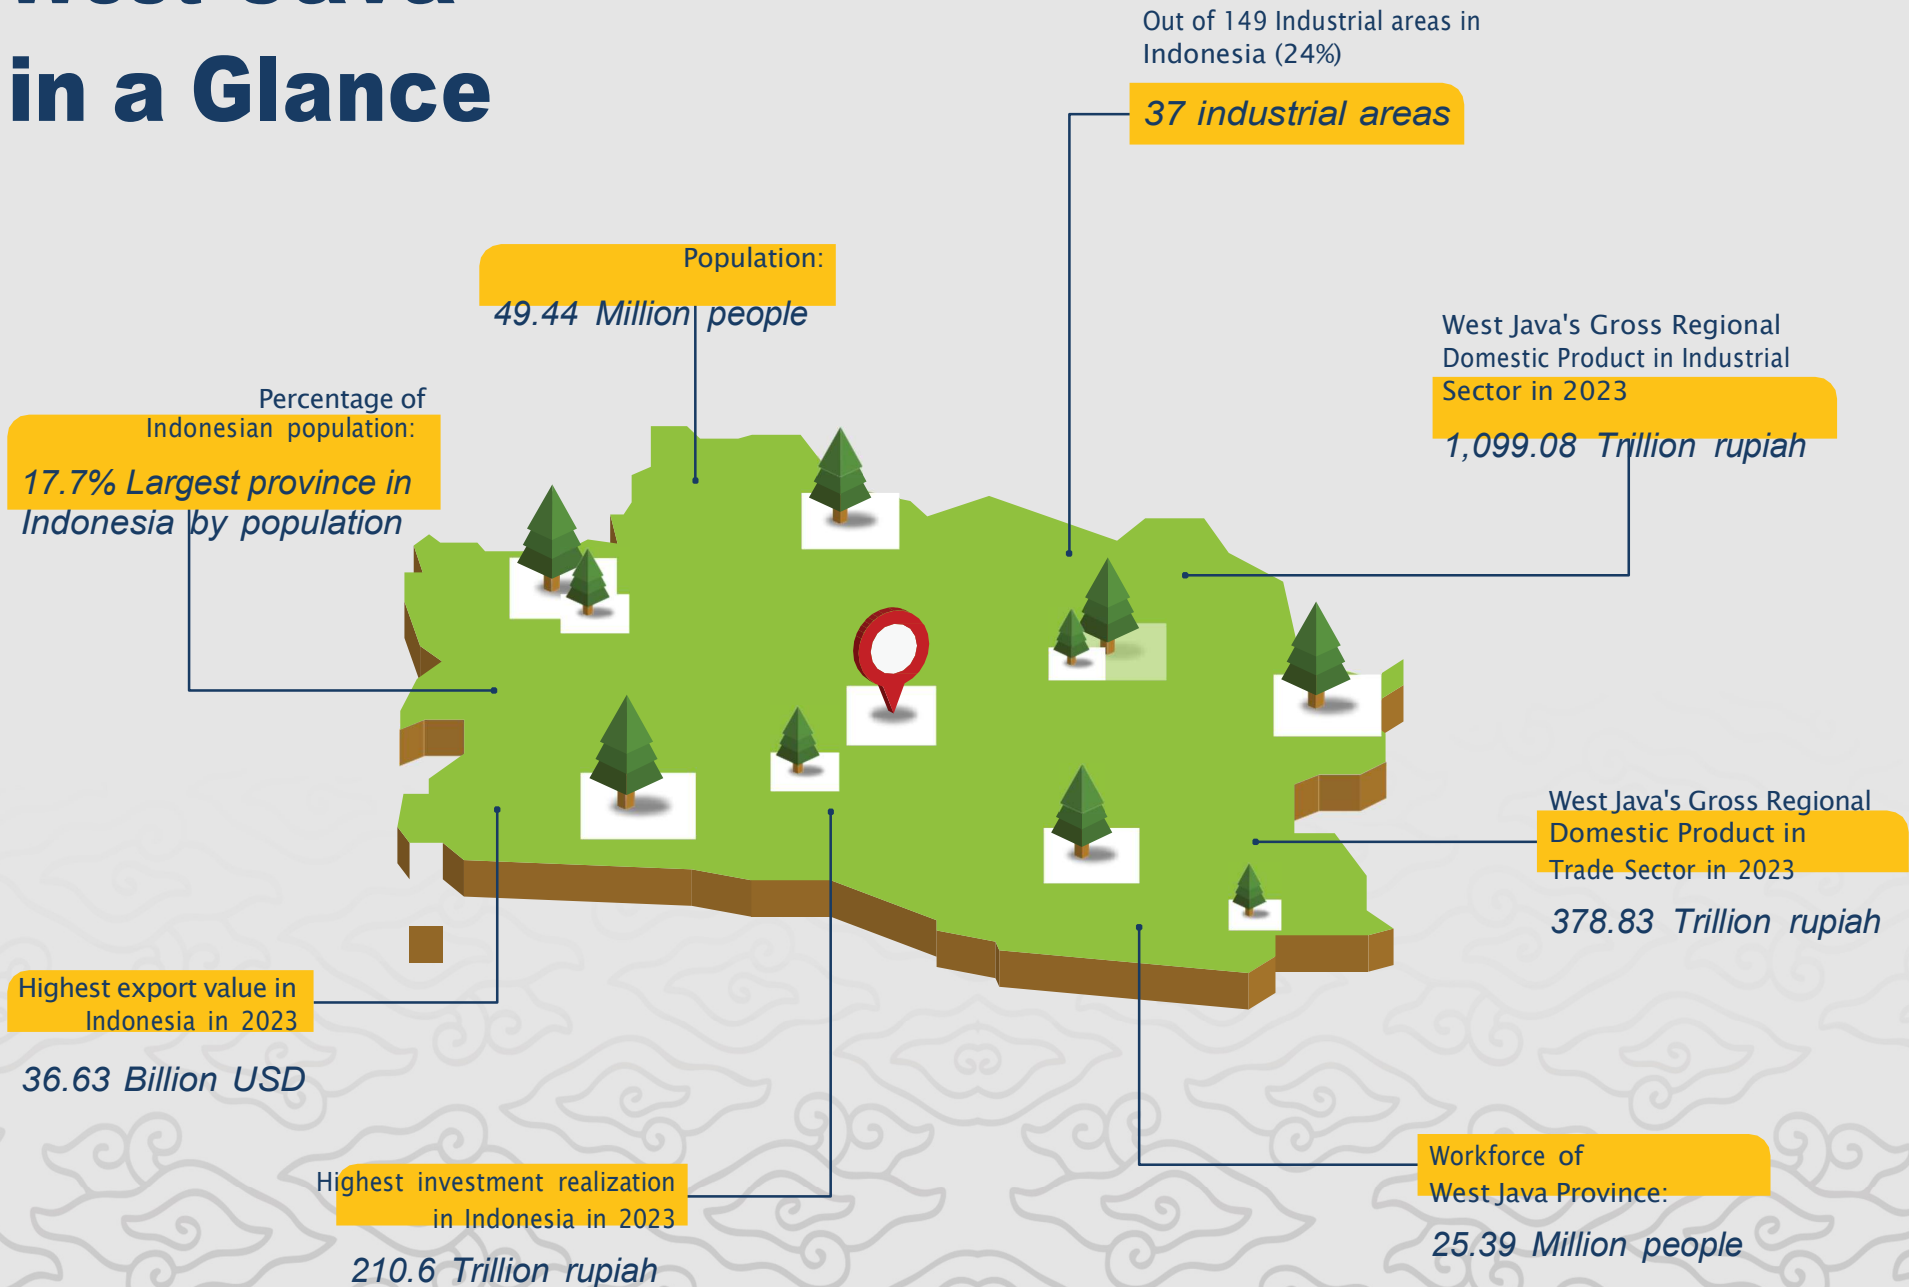 West Java
in a Glance
Out of 149 Industrial areas in
Indonesia (24%)
37 industrial areas
Population:
49.44 Million people
West Java's Gross Regional
Domestic Product in Industrial
Sector in 2023
1,099.08 Trillion rupiah
Percentage of
Indonesian population:
17.7% Largest province in
Indonesia by population
West Java's Gross Regional
Domestic Product in
Trade Sector in 2023
378.83 Trillion rupiah
Highest export value in
Indonesia in 2023
36.63 Billion USD
Highest investment realization
in Indonesia in 2023
210.6 Trillion rupiah
Workforce of
West Java Province:
25.39 Million people